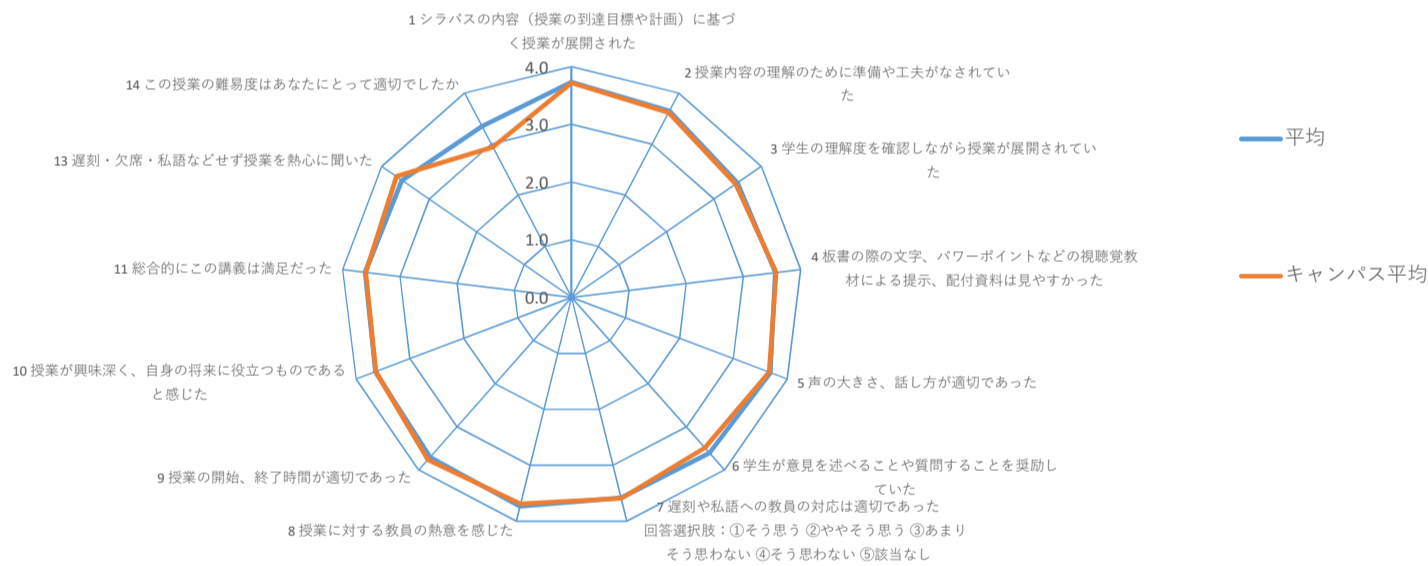 1 シラバスの内容（授業の到達目標や計画）に基づ
く授業が展開された
2 授業内容の理解のために準備や工夫がなされてい
た
3 学生の理解度を確認しながら授業が展開されてい
た
4 板書の際の文字、パワーポイントなどの視聴覚教
材による提示、配付資料は見やすかった
5 声の大きさ、話し方が適切であった
6 学生が意見を述べることや質問することを奨励し
ていた
7 遅刻や私語への教員の対応は適切であった
回答選択肢：①そう思う ②ややそう思う ③あまり
そう思わない ④そう思わない ⑤該当なし
8 授業に対する教員の熱意を感じた
9 授業の開始、終了時間が適切であった
10 授業が興味深く、自身の将来に役立つものである
と感じた
11 総合的にこの講義は満足だった
13 遅刻・欠席・私語などせず授業を熱心に聞いた
14 この授業の難易度はあなたにとって適切でしたか
4.0
3.0
2.0
1.0
0.0
平均
キャンパス平均